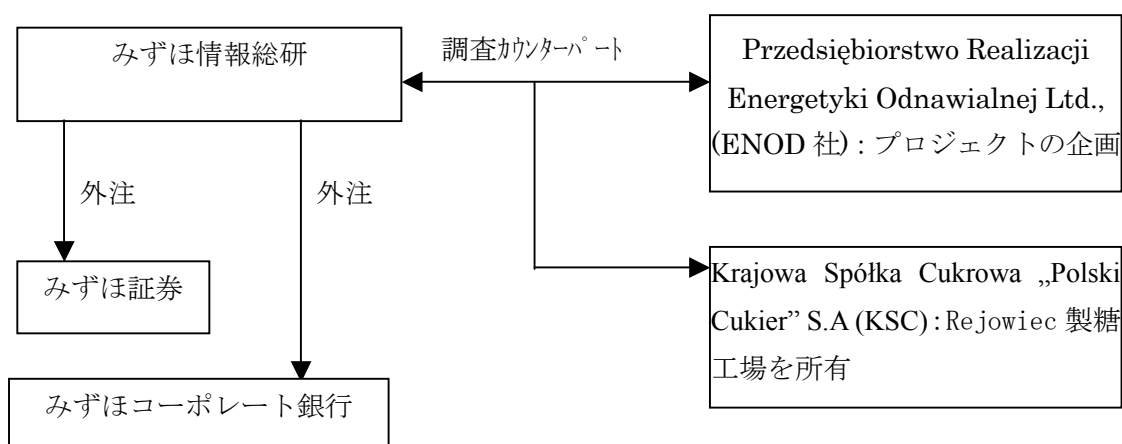 みずほ情報総研
調査ｶｳﾝﾀｰﾊﾟｰﾄ
Przedsiębiorstwo Realizacji
Energetyki Odnawialnej Ltd.,
(ENOD 社) : プロジェクトの企画
外注
外注
みずほ証券
Krajowa Spółka Cukrowa „Polski
Cukier” S.A (KSC) : Rejowiec 製糖
工場を所有
みずほコーポレート銀行